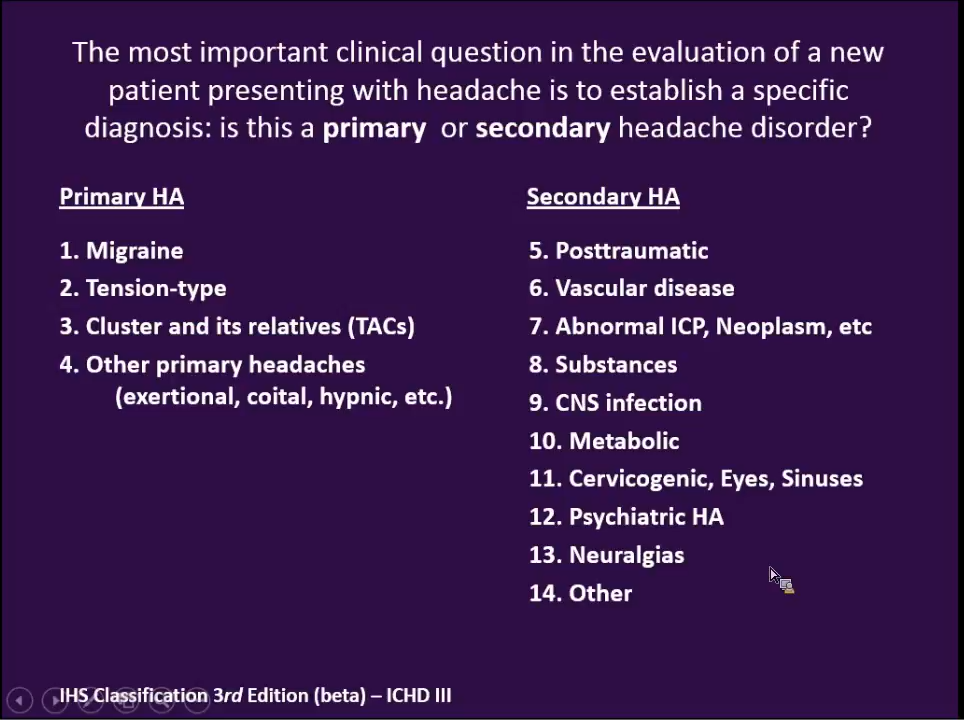 The most important clinical question in the evaluation of a new
patient presenting with headache is to establish a specific
diagnosis: is this a primary or secondary headache disorder?
Primary HA
1. Migraine
2. Tension-type
3. Cluster and its relatives (TACs)
4. Other primary headaches
(exertional, coital, hypnic, etc.)
Secondary HA
5. Posttraumatic
6. Vascular disease
7. Abnormal ICP, Neoplasm, etc
8. Substances
9. CNS infection
10. Metabolic
11. Cervicogenic, Eyes, Sinuses
12. Psychiatric HA
13. Neuralgias
14. Other
IHS Classification 3rd Edition (beta) – ICHD III